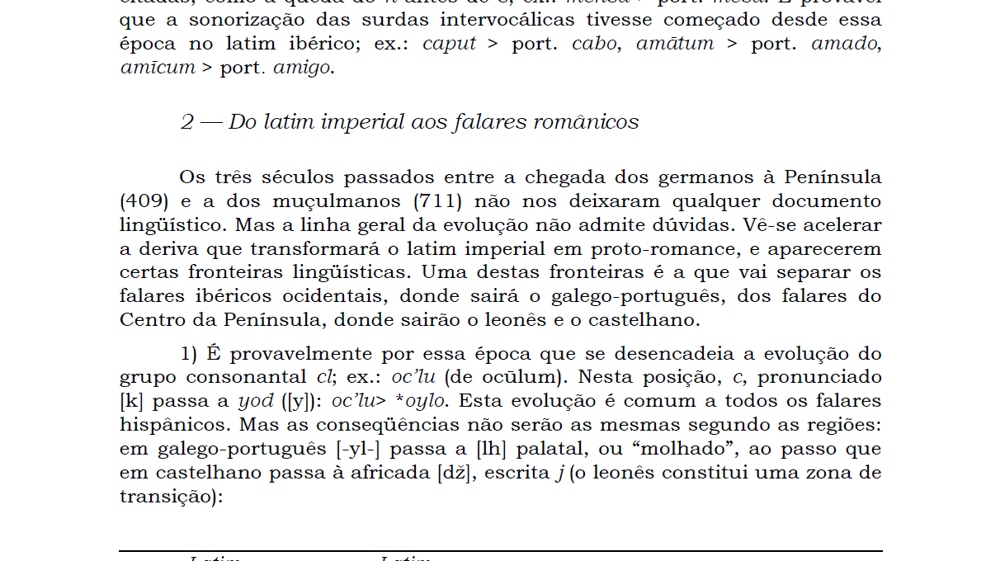 citadas, como a queda do n antes de s, ex.: mensa > port. mesa. É provável
que a sonorização das surdas intervocálicas tivesse começado desde essa
época no latim ibérico; ex.: caput > port. cabo, amātum > port. amado,
amīcum > port. amigo.
2 — Do latim imperial aos falares românicos
Os três séculos passados entre a chegada dos germanos à Península
(409) e a dos muçulmanos (711) não nos deixaram qualquer documento
lingüístico. Mas a linha geral da evolução não admite dúvidas. Vê-se acelerar
a deriva que transformará o latim imperial em proto-romance, e aparecerem
certas fronteiras lingüísticas. Uma destas fronteiras é a que vai separar os
falares ibéricos ocidentais, donde sairá o galego-português, dos falares do
Centro da Península, donde sairão o leonês e o castelhano.
1) É provavelmente por essa época que se desencadeia a evolução do
grupo consonantal cl; ex.: oc’lu (de ocūlum). Nesta posição, c, pronunciado
[k] passa a yod ([y]): oc’lu> *oylo. Esta evolução é comum a todos os falares
hispânicos. Mas as conseqüências não serão as mesmas segundo as regiões:
em galego-português [-yl-] passa a [lh] palatal, ou “molhado”, ao passo que
em castelhano passa à africada [dž], escrita j (o leonês constitui uma zona de
transição):
Latim Latim